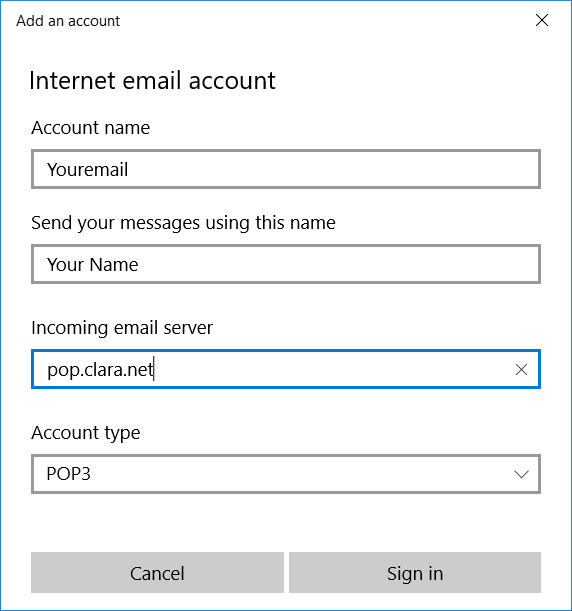 Add an account
Internet email account
Account name
Youremail
Send your messages using this name
Your Name
Incoming email server
pop.clara.net
Account type
POP3
Cancel
Sign in